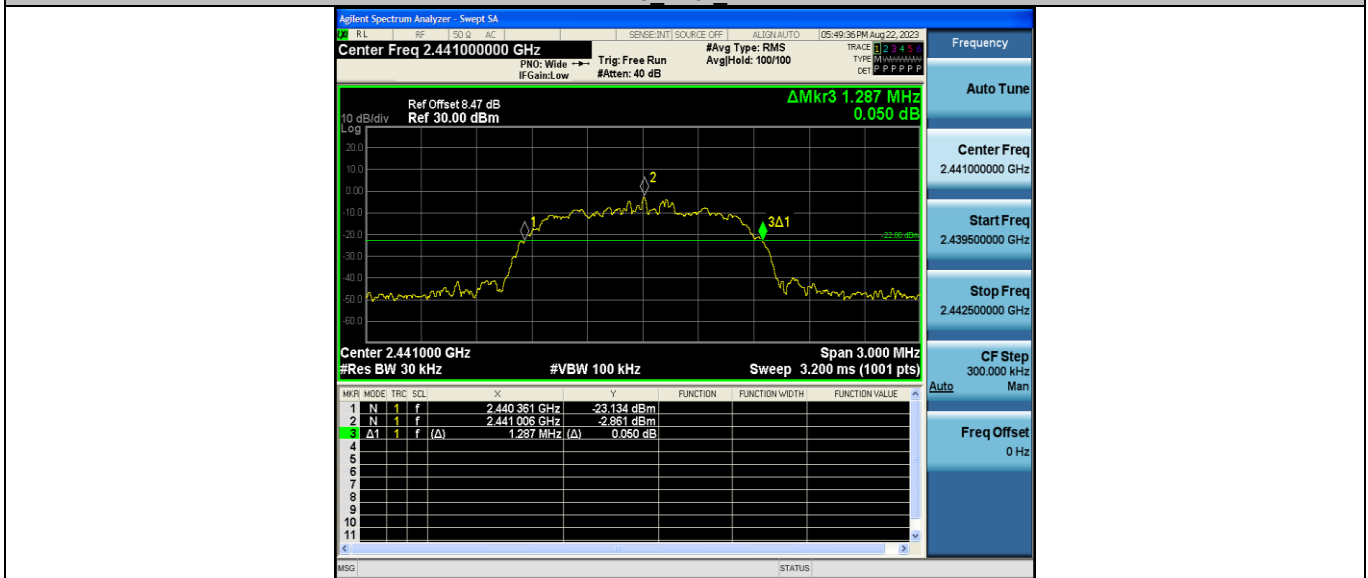 Agilent Spectrum Analyzer - Swept SA
RL RF 50 Ω AC SENSE:INT SOURCE OFF ALIGN AUTO 05:49:36 PM Aug 22, 2023
Center Freq 2.441000000 GHz
PNO: Wide
IFGain:Low
Trig: Free Run
#Atten: 40 dB
#Avg Type: RMS
Avg|Hold: 100/100
TRACE 1 2 3 4 5 6
TYPE M
DET P P P P P P
ΔMkr3 1.287 MHz
0.050 dB
Ref Offset 8.47 dB
10 dB/div Ref 30.00 dBm
Log
20.0
10.0
0.00
-10.0
-20.0
-30.0
-40.0
-50.0
-60.0
1
2
3Δ1
Center 2.441000 GHz Span 3.000 MHz
#Res BW 30 kHz #VBW 100 kHz Sweep 3.200 ms (1001 pts)
MKR MODE TRC SCL X Y FUNCTION FUNCTION WIDTH FUNCTION VALUE
1 N 1 f 2.440 361 GHz -23.134 dBm
2 N 1 f 2.441 006 GHz -2.861 dBm
3 Δ1 1 f (Δ) 1.287 MHz (Δ) 0.050 dB
4
5
6
7
8
9
10
11
MSG STATUS
Frequency
Auto Tune
Center Freq
2.441000000 GHz
Start Freq
2.439500000 GHz
Stop Freq
2.442500000 GHz
CF Step
300.000 kHz
Auto Man
Freq Offset
0 Hz